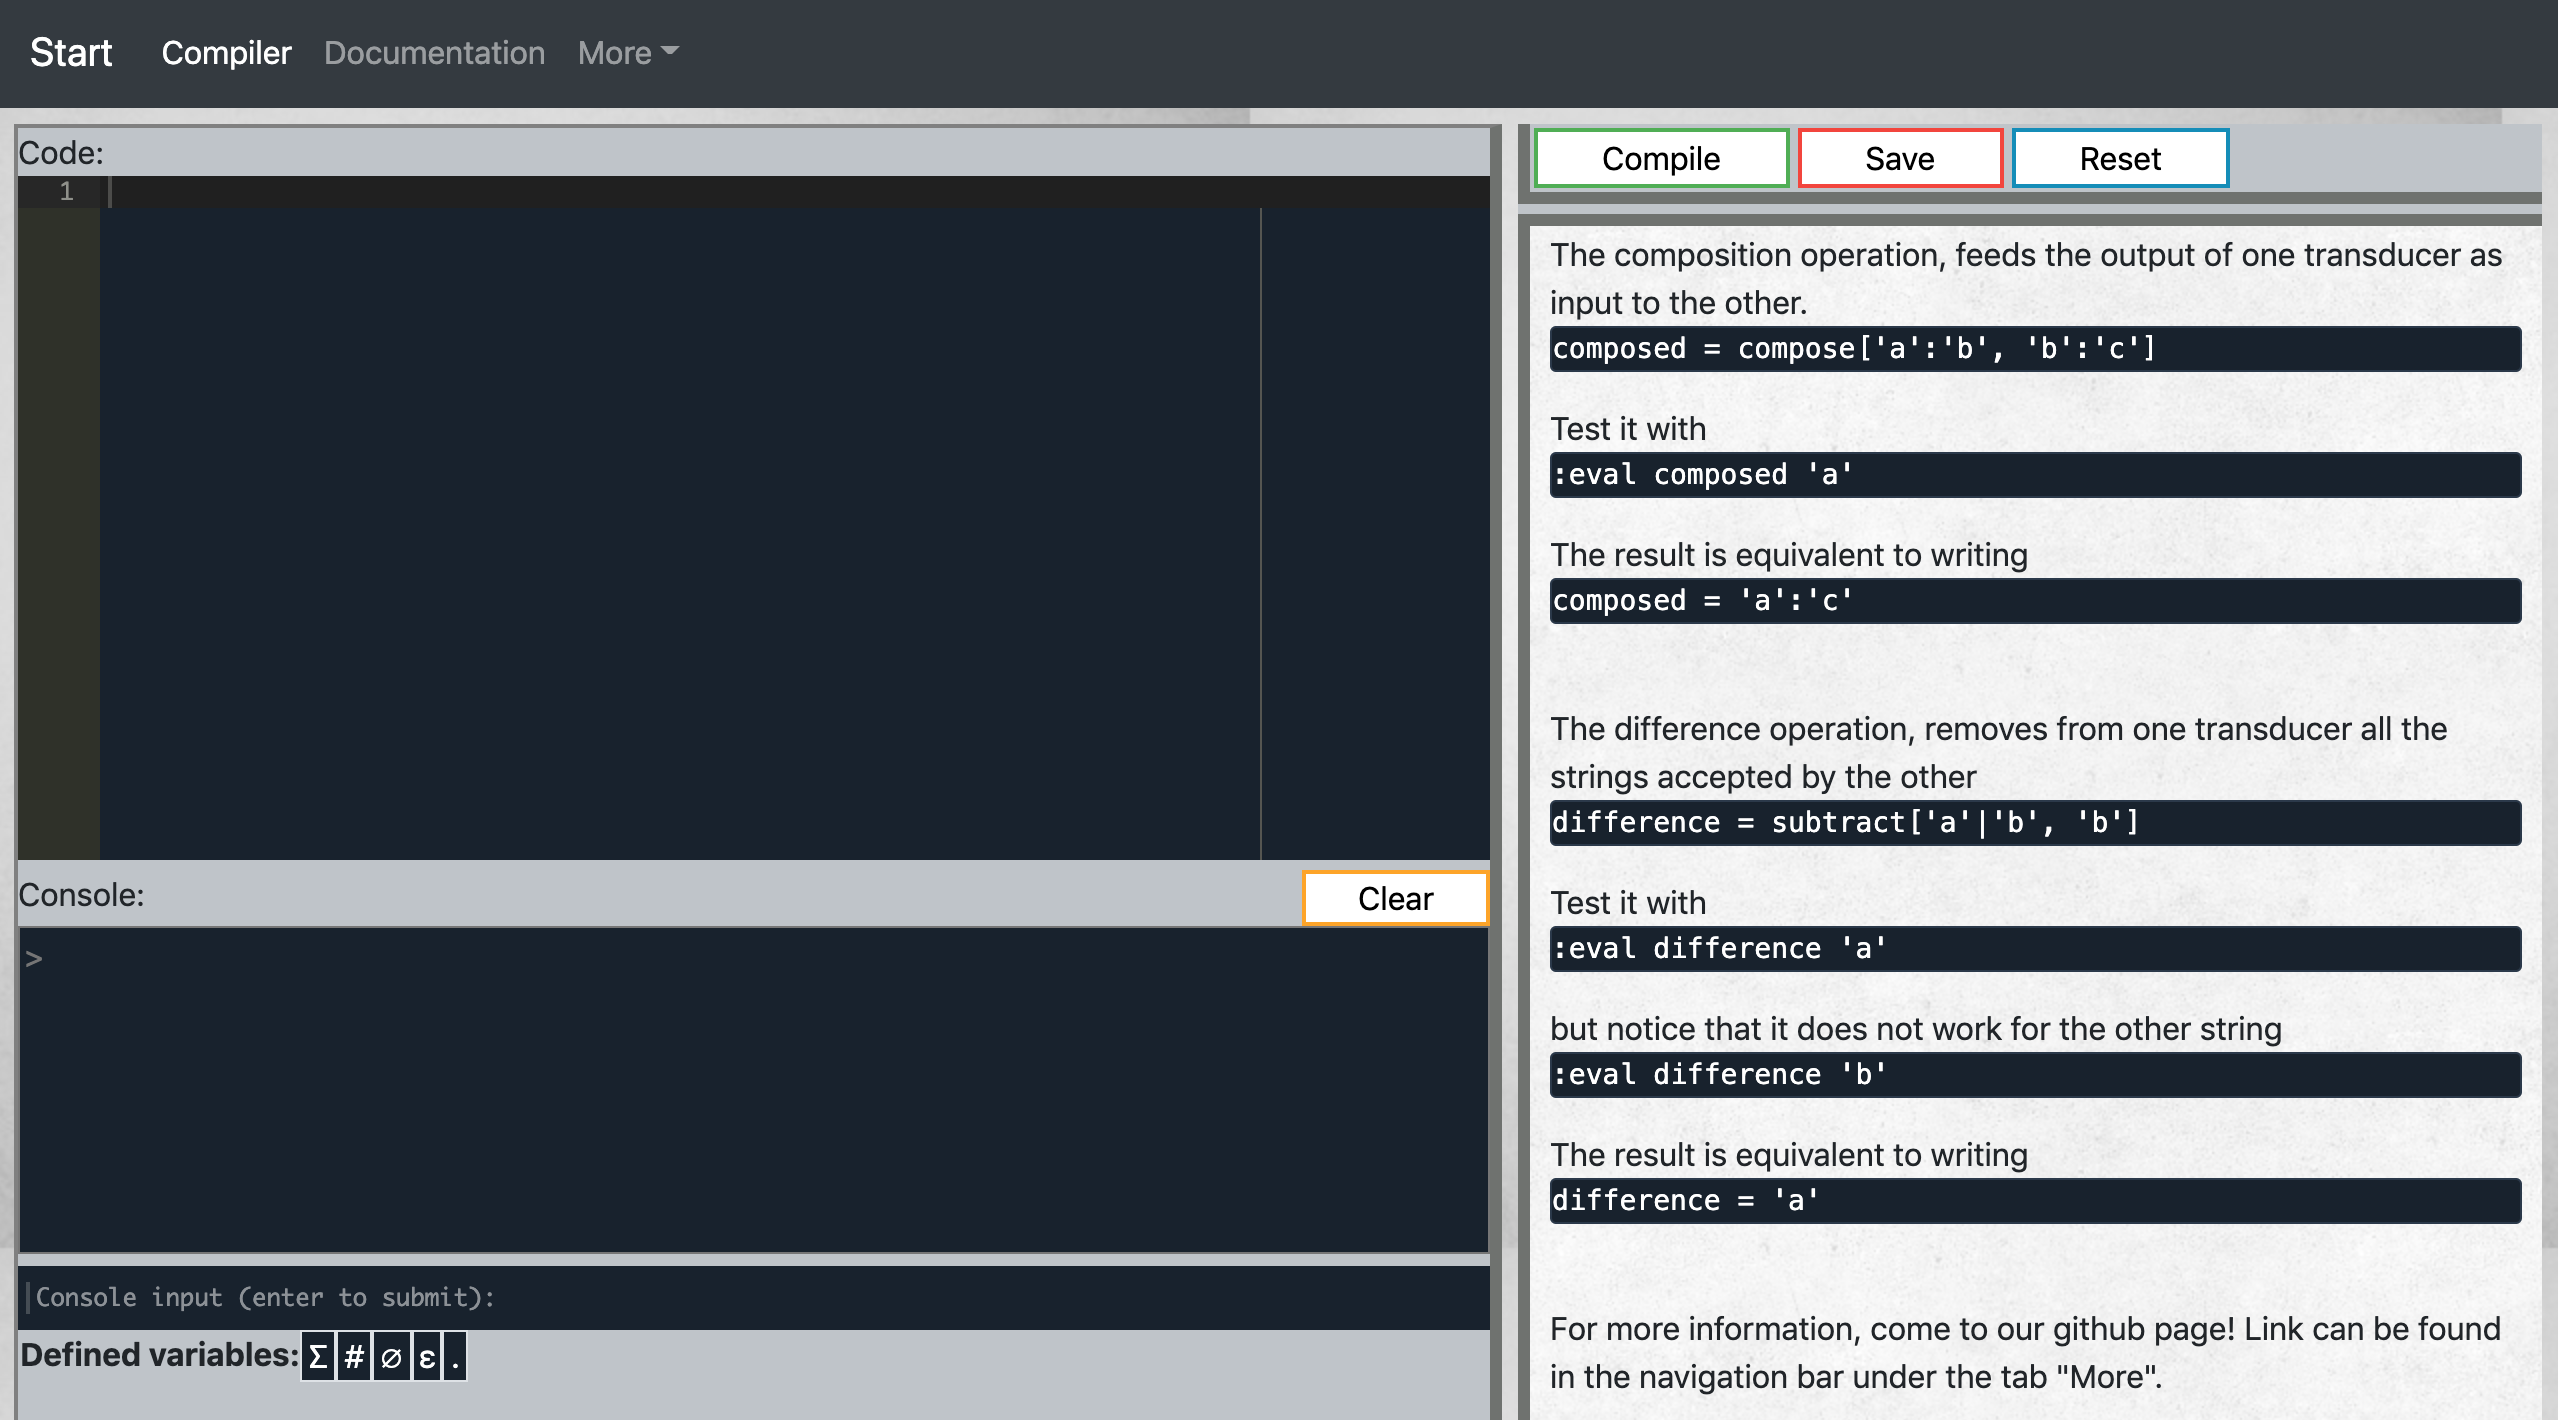 Start Compiler Documentation More
Code:
1
Console:
Clear
>
Console input (enter to submit):
Defined variables: Σ # ∅ ε .
Compile Save Reset
The composition operation, feeds the output of one transducer as
input to the other.
composed = compose['a':'b', 'b':'c']
Test it with
:eval composed 'a'
The result is equivalent to writing
composed = 'a':'c'
The difference operation, removes from one transducer all the
strings accepted by the other
difference = subtract['a'|'b', 'b']
Test it with
:eval difference 'a'
but notice that it does not work for the other string
:eval difference 'b'
The result is equivalent to writing
difference = 'a'
For more information, come to our github page! Link can be found
in the navigation bar under the tab "More".